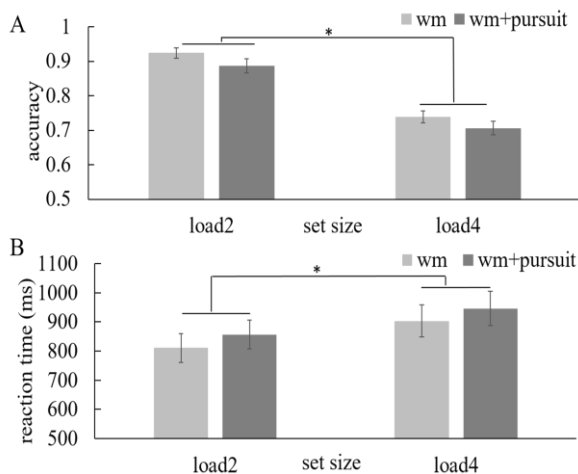 A
wm wm+pursuit
*
accuracy
1
0.9
0.8
0.7
0.6
0.5
load2 set size load4
B
wm wm+pursuit
*
reaction time (ms)
1100
1000
900
800
700
600
500
load2 set size load4